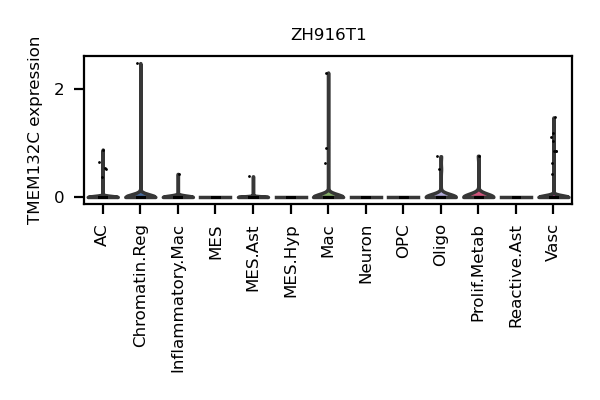 ZH916T1
TMEM132C expression
2
0
AC
Chromatin.Reg
Inflammatory.Mac
MES
MES.Ast
MES.Hyp
Mac
Neuron
OPC
Oligo
Prolif.Metab
Reactive.Ast
Vasc